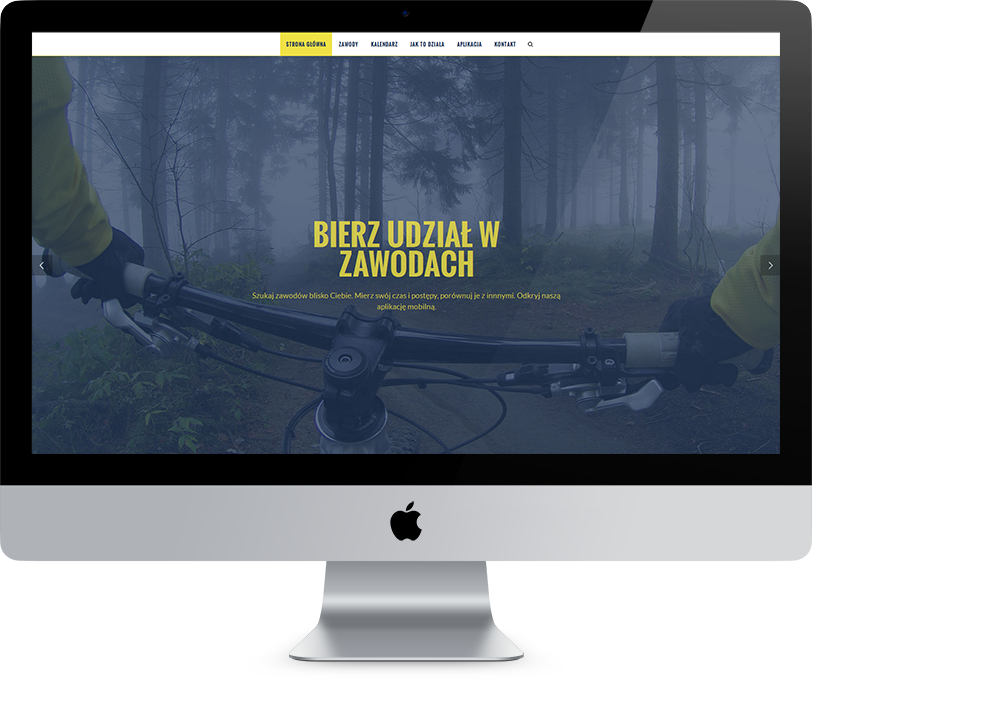 STRONA GŁÓWNA ZAWODY KALENDARZ JAK TO DZIAŁA APLIKACJA KONTAKT
BIERZ UDZIAŁ W
ZAWODACH
Szukaj zawodów blisko Ciebie. Mierz swój czas i postępy, porównuj je z innnymi. Odkryj naszą
aplikację mobilną.